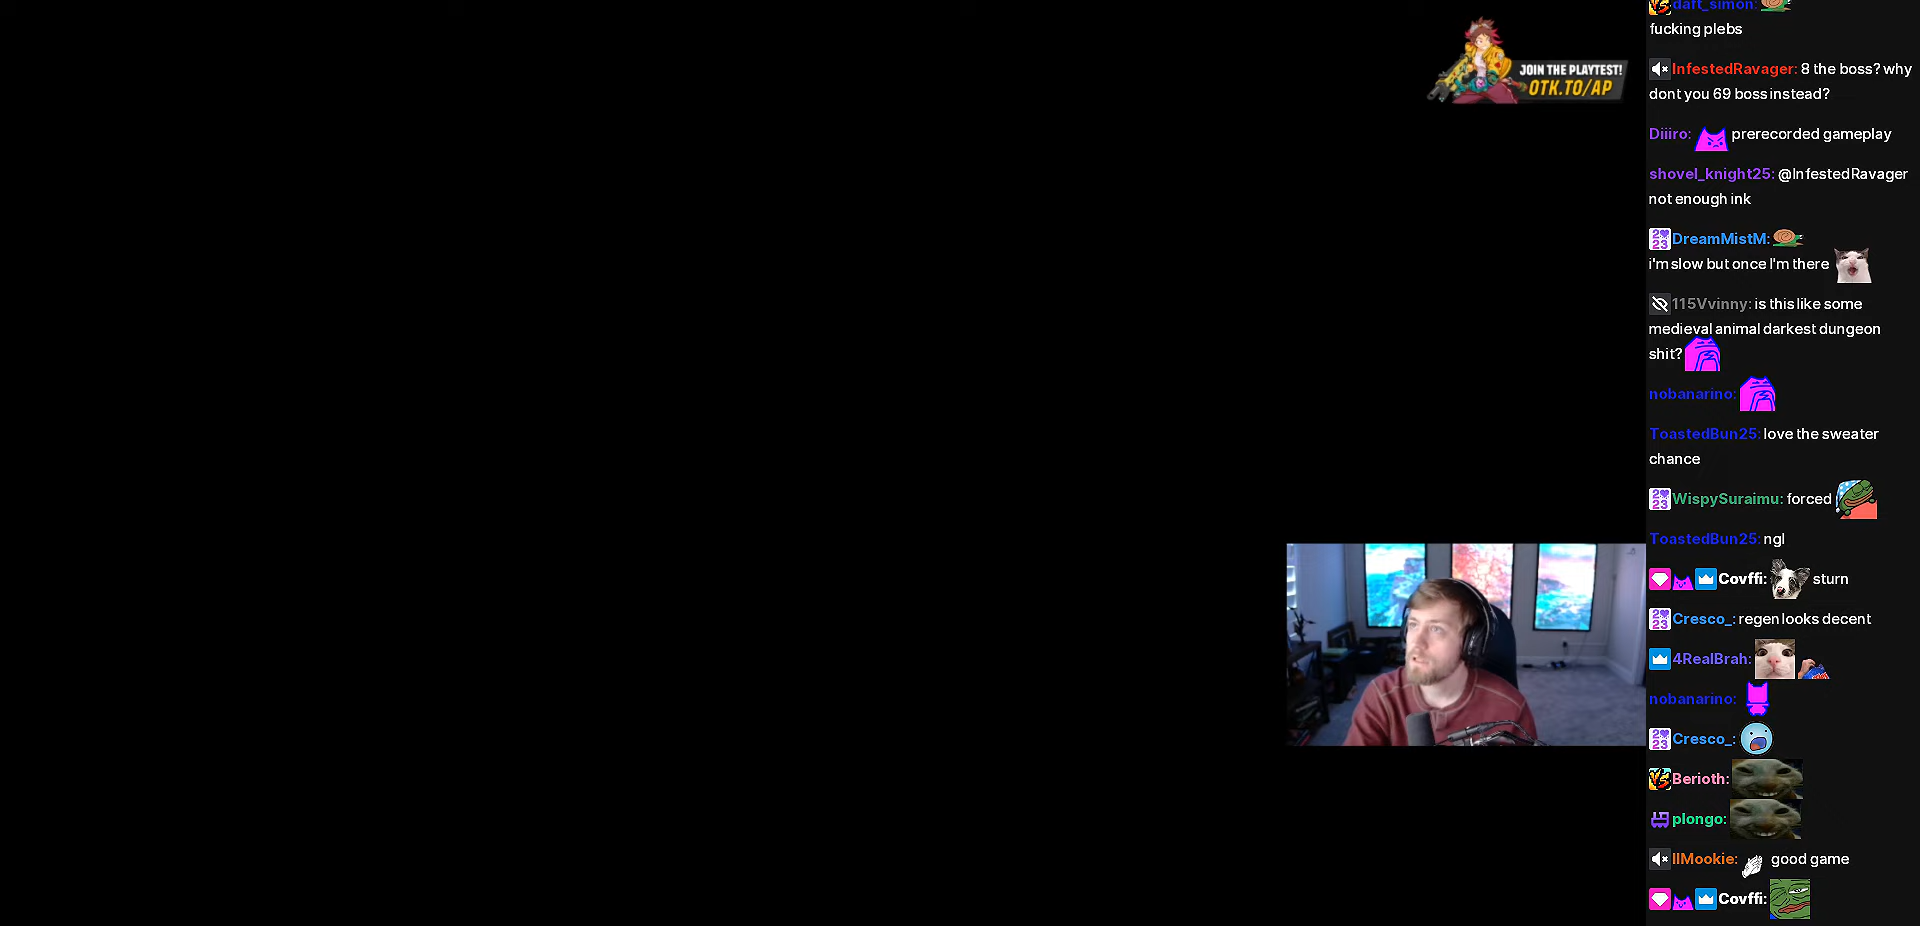 JOIN THE PLAYTEST!
OTK.TO/AP
daft_simon:
fucking plebs
InfestedRavager: 8 the boss? why
dont you 69 boss instead?
Diiiro: prerecorded gameplay
shovel_knight25: @InfestedRavager
not enough ink
DreamMistM:
i'm slow but once I'm there
115Vvinny: is this like some
medieval animal darkest dungeon
shit?
nobanarino:
ToastedBun25: love the sweater
chance
WispySuraimu: forced
ToastedBun25: ngl
Covffi: sturn
Cresco_: regen looks decent
4RealBrah:
nobanarino:
Cresco_:
Berioth:
plongo:
IlMookie: good game
Covffi: